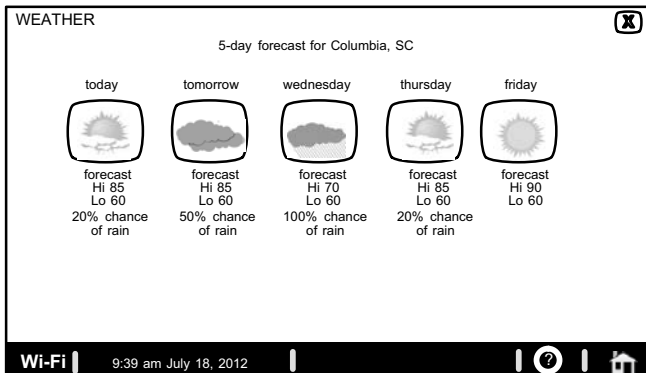 WEATHER
X
5-day forecast for Columbia, SC
today tomorrow wednesday thursday friday
forecast forecast forecast forecast forecast
Hi 85 Hi 85 Hi 70 Hi 85 Hi 90
Lo 60 Lo 60 Lo 60 Lo 60 Lo 60
20% chance 50% chance 100% chance 20% chance
of rain of rain of rain of rain
Wi-Fi 9:39 am July 18, 2012 ?